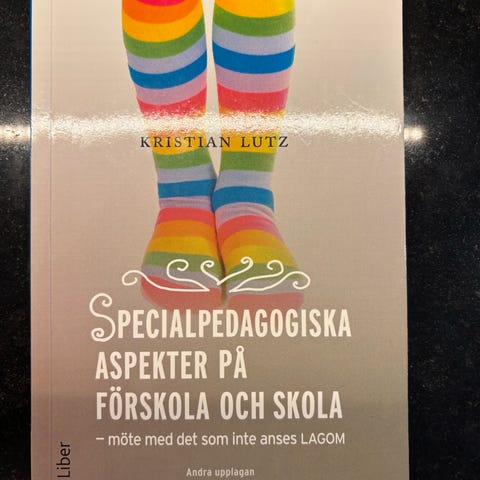 KRISTIAN LUTZ
SPECIALPEDAGOGISKA
ASPEKTER PÅ
FÖRSKOLA OCH SKOLA
– möte med det som inte anses LAGOM
Andra upplagan
Liber